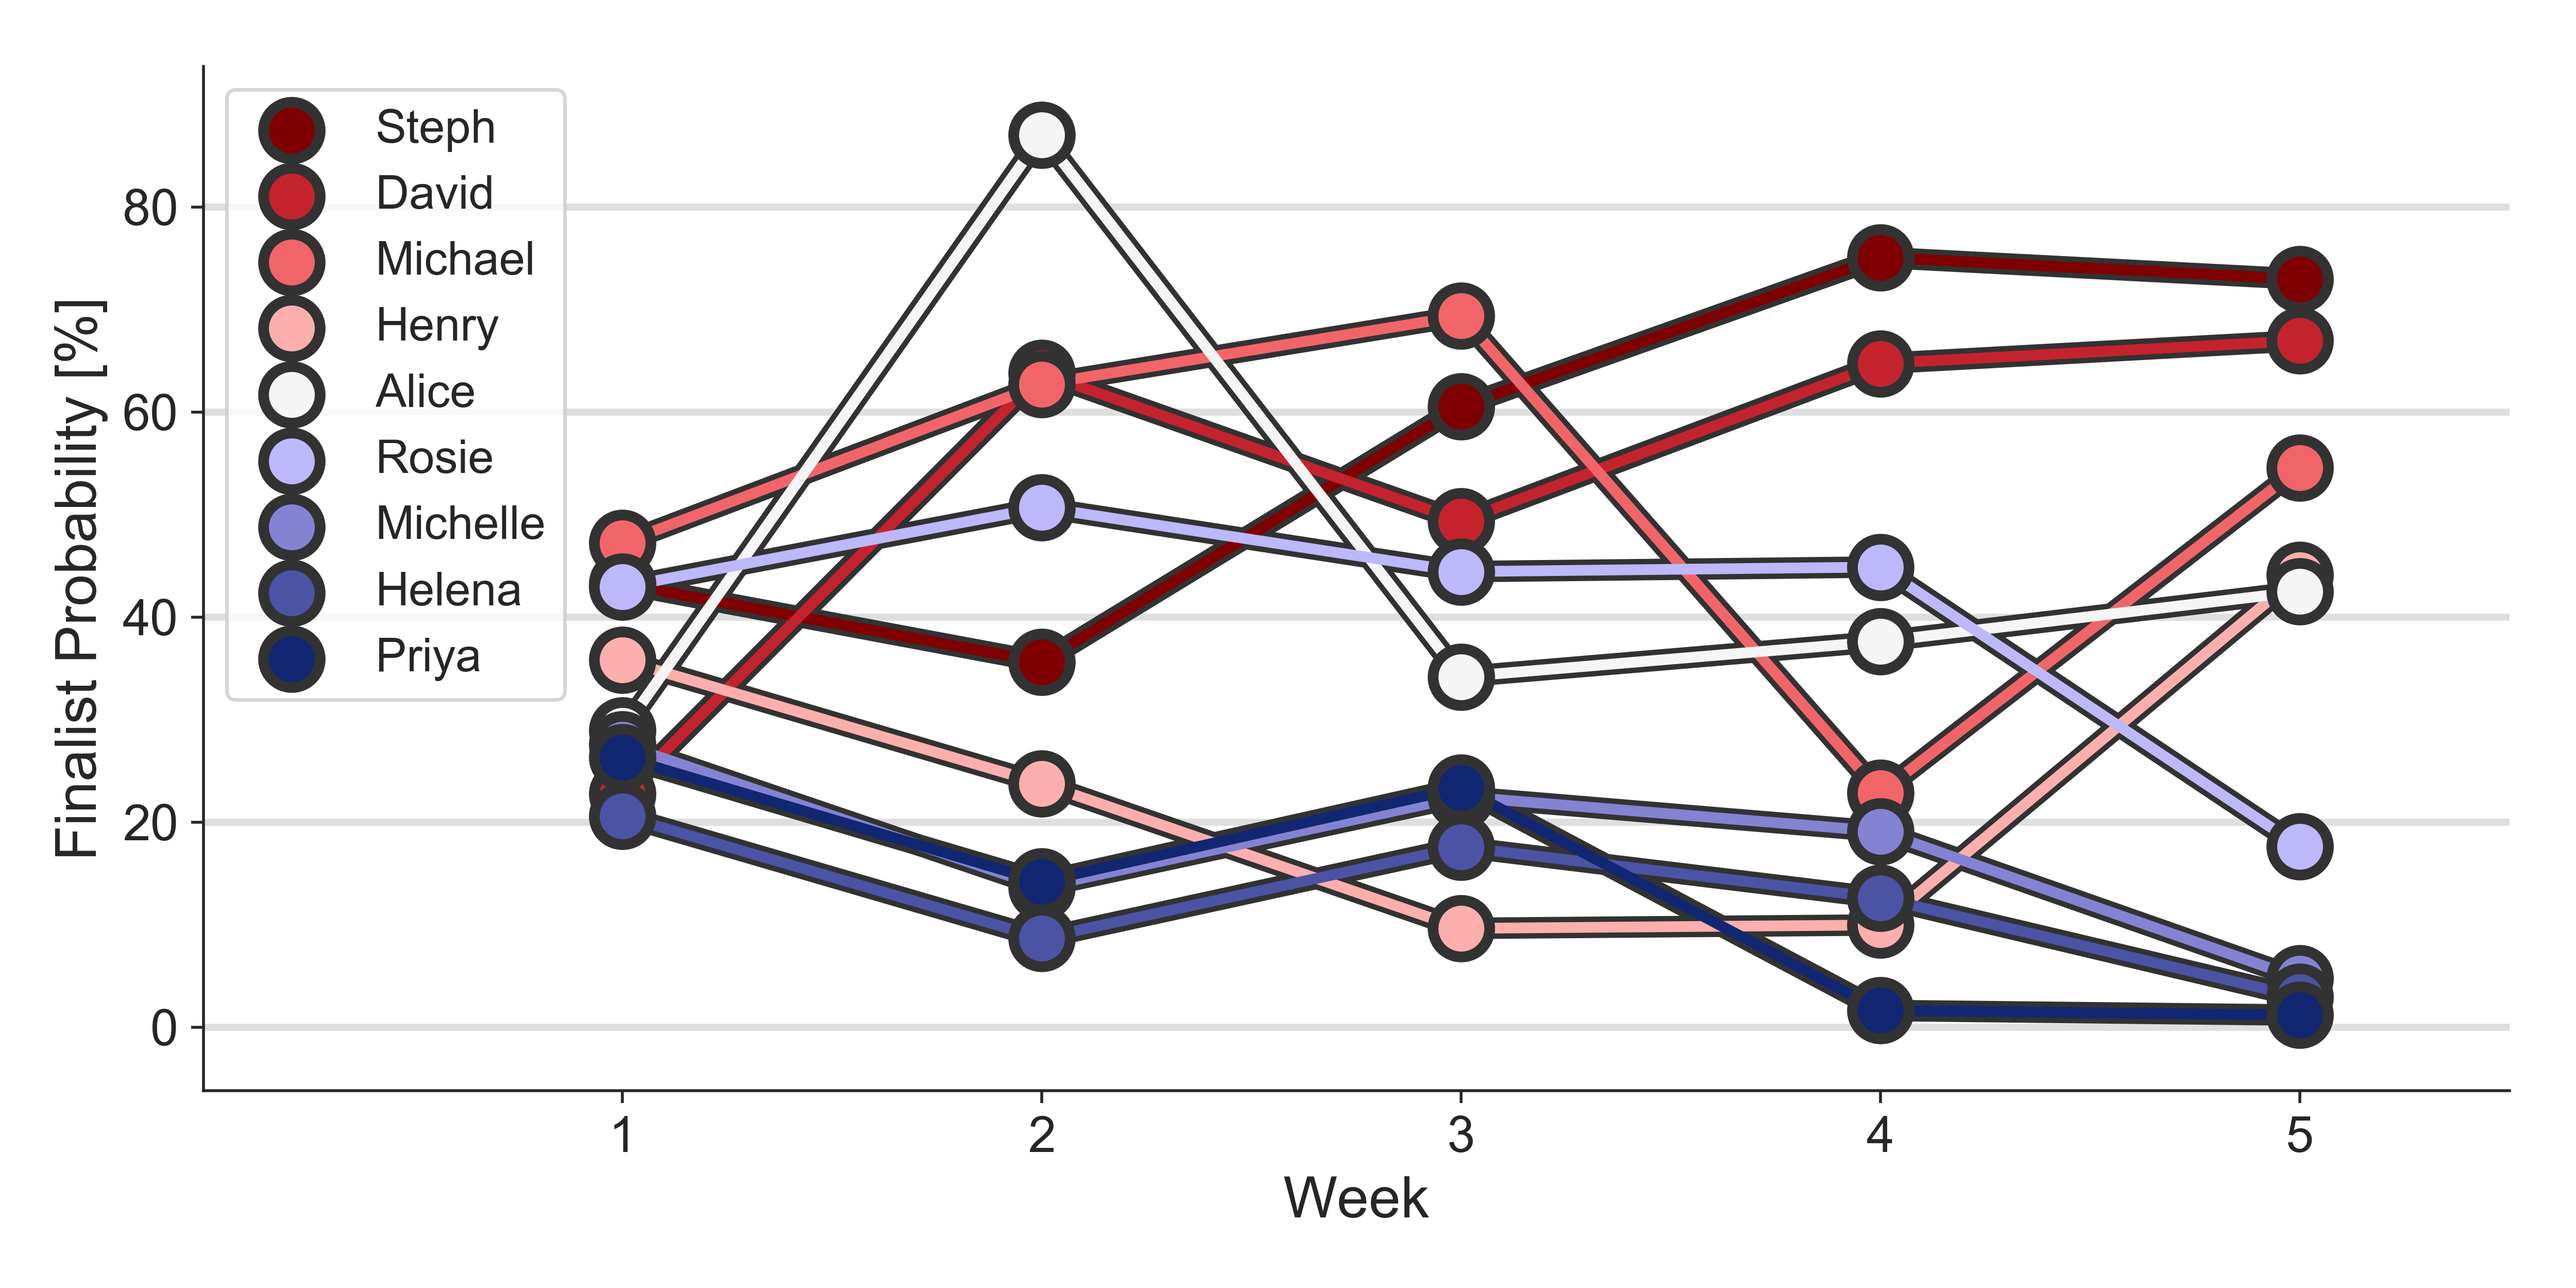 Finalist Probability [%]
80
60
40
20
0
Steph
David
Michael
Henry
Alice
Rosie
Michelle
Helena
Priya
1 2 3 4 5
Week